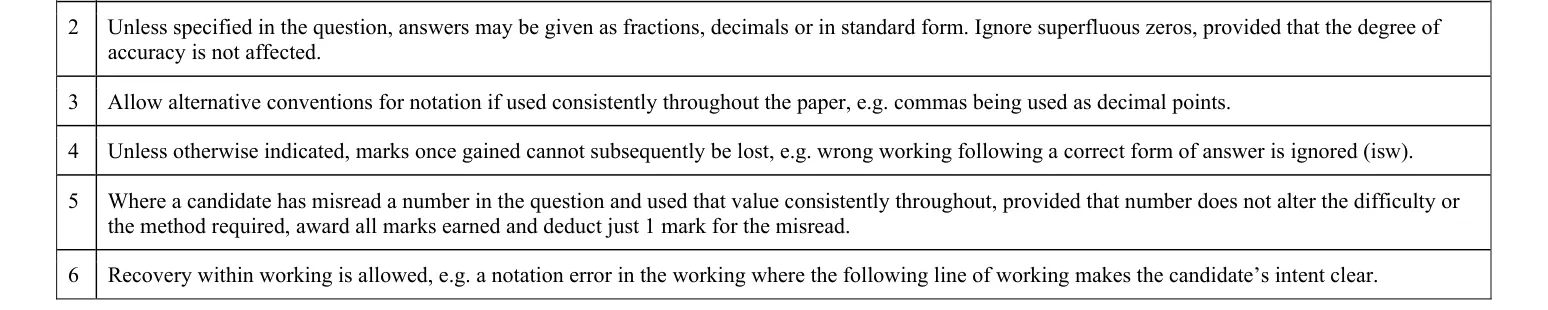 2 Unless specified in the question, answers may be given as fractions, decimals or in standard form. Ignore superfluous zeros, provided that the degree of
accuracy is not affected.
3 Allow alternative conventions for notation if used consistently throughout the paper, e.g. commas being used as decimal points.
4 Unless otherwise indicated, marks once gained cannot subsequently be lost, e.g. wrong working following a correct form of answer is ignored (isw).
5 Where a candidate has misread a number in the question and used that value consistently throughout, provided that number does not alter the difficulty or
the method required, award all marks earned and deduct just 1 mark for the misread.
6 Recovery within working is allowed, e.g. a notation error in the working where the following line of working makes the candidate’s intent clear.